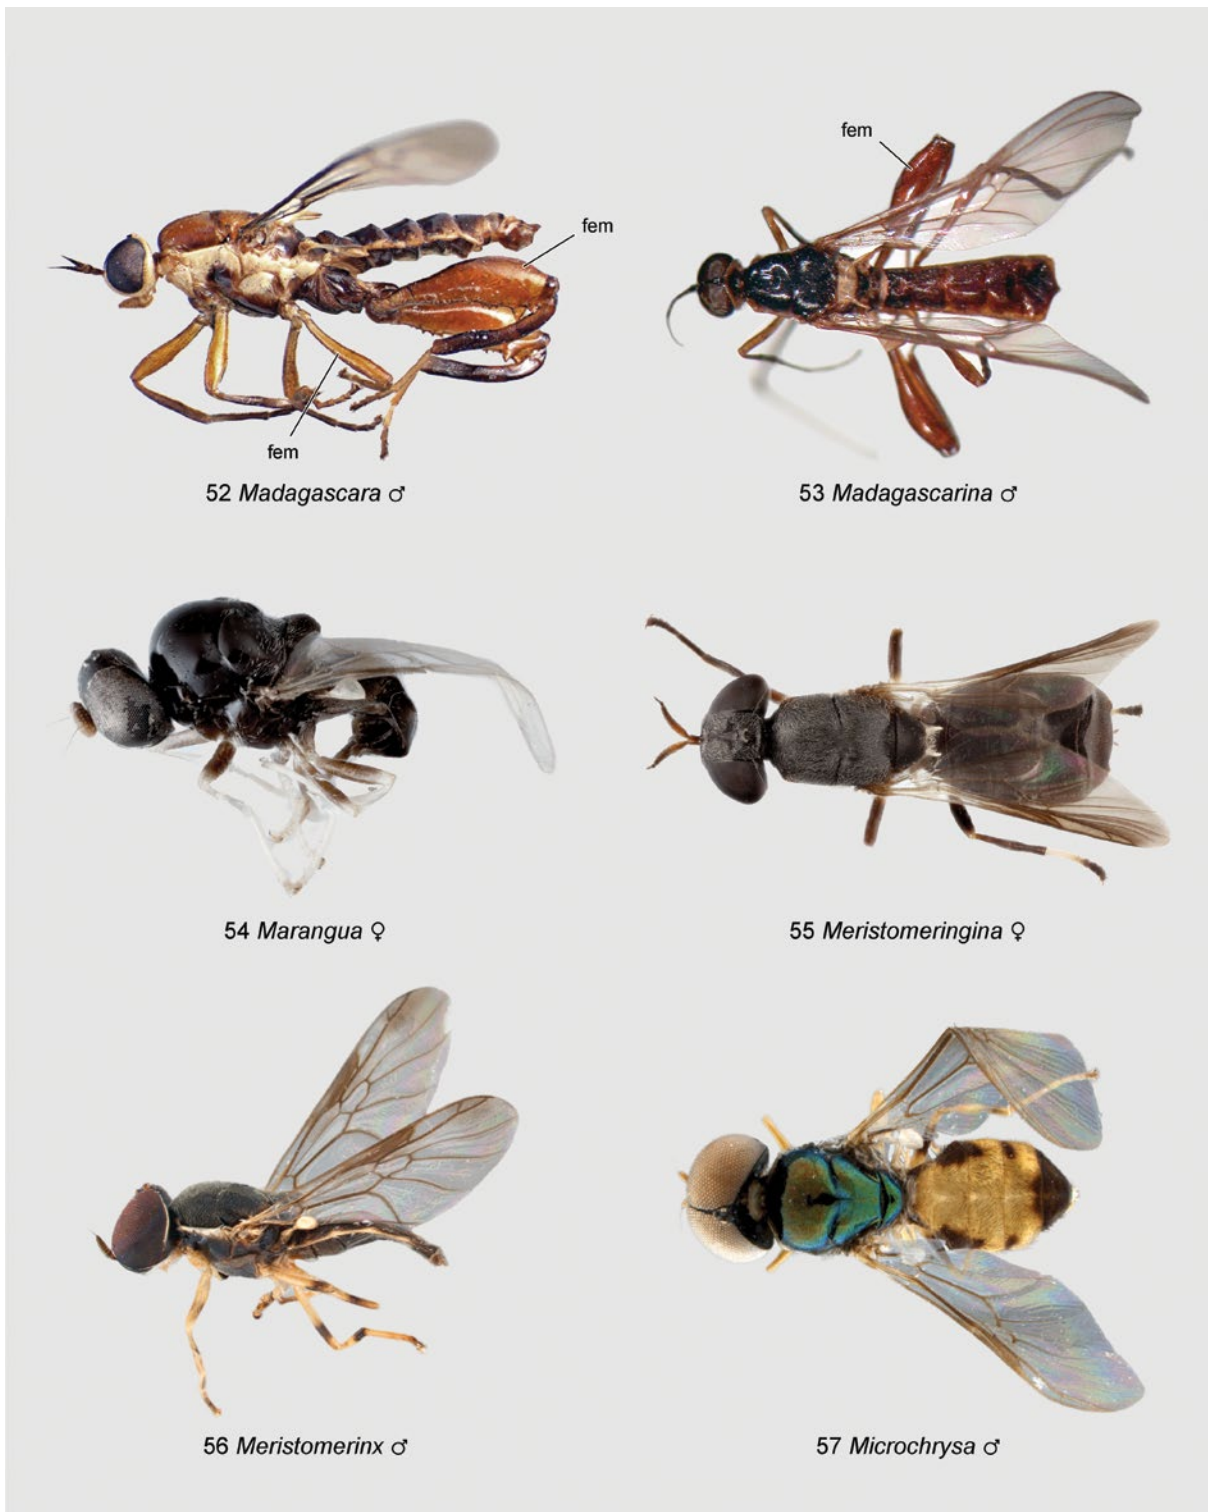 fem
fem
fem
52 Madagascara ♂
53 Madagascarina ♂
54 Marangua ♀
55 Meristomeringina ♀
56 Meristomerinx ♂
57 Microchrysa ♂